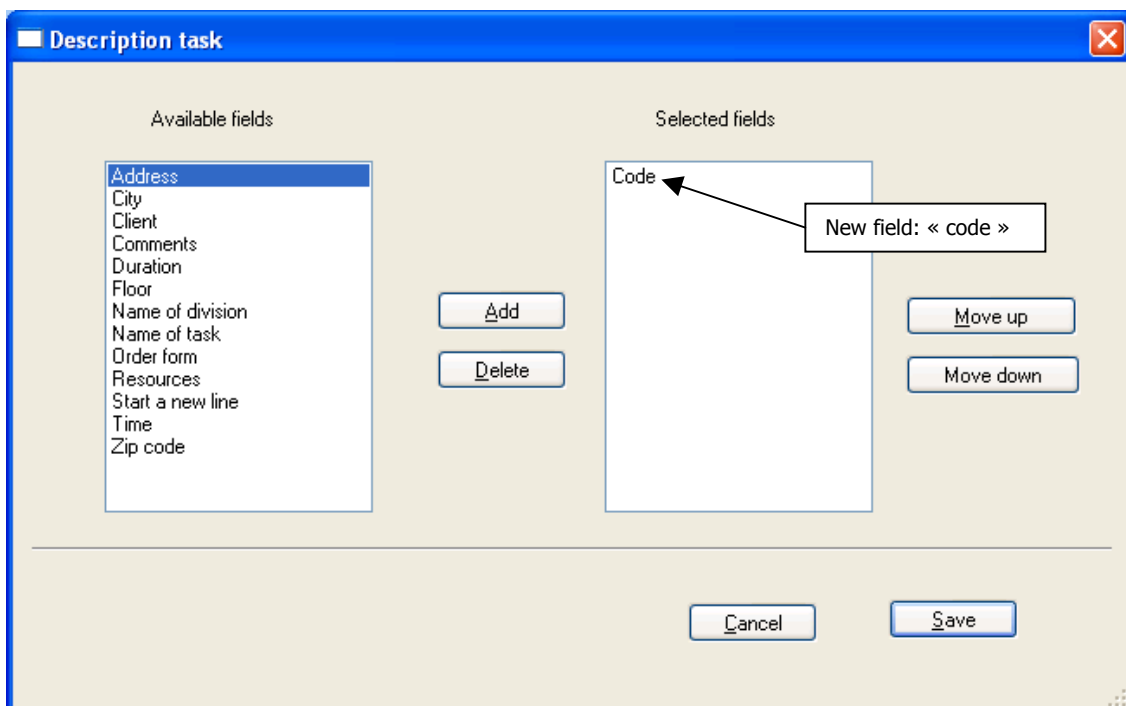 Description task
Available fields
Address
City
Client
Comments
Duration
Floor
Name of division
Name of task
Order form
Resources
Start a new line
Time
Zip code
Add
Delete
Selected fields
Code
New field: « code »
Move up
Move down
Cancel
Save